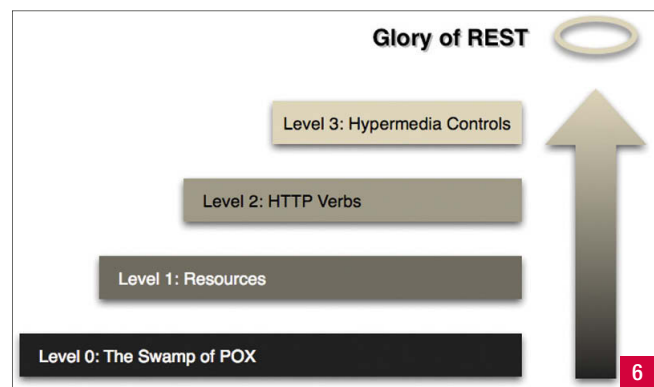 Glory of REST
Level 3: Hypermedia Controls
Level 2: HTTP Verbs
Level 1: Resources
Level 0: The Swamp of POX
6